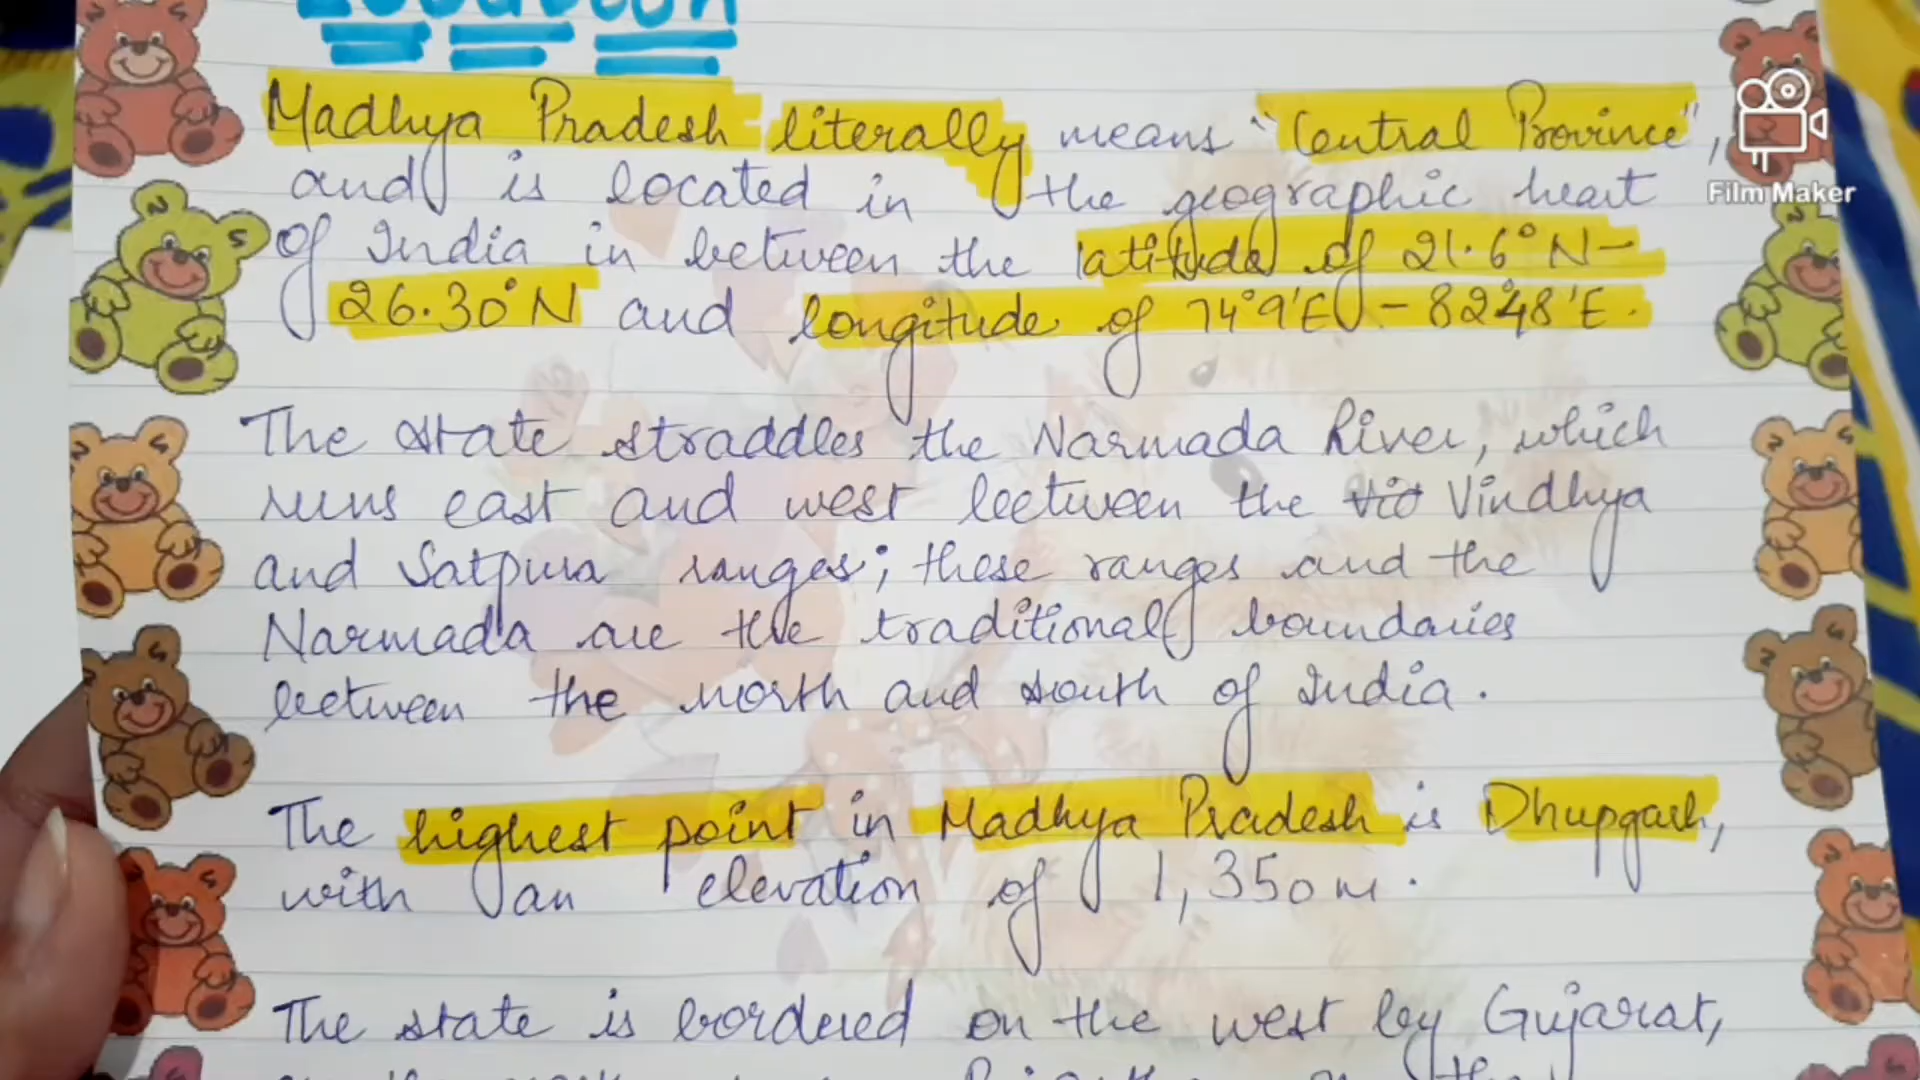 Location
Madhya Pradesh literally means "Central Province",
and is located in the geographic heart
of India in between the latitude of 21.6°N-
26.30°N and longitude of 74°9'E - 82°48'E.
The state straddles the Narmada River, which
runs east and west between the Vindhya
and Satpura ranges; these ranges and the
Narmada are the traditional boundaries
between the north and south of India.
The highest point in Madhya Pradesh is Dhupgarh,
with an elevation of 1,350 m.
The state is bordered on the west by Gujarat,
Film Maker